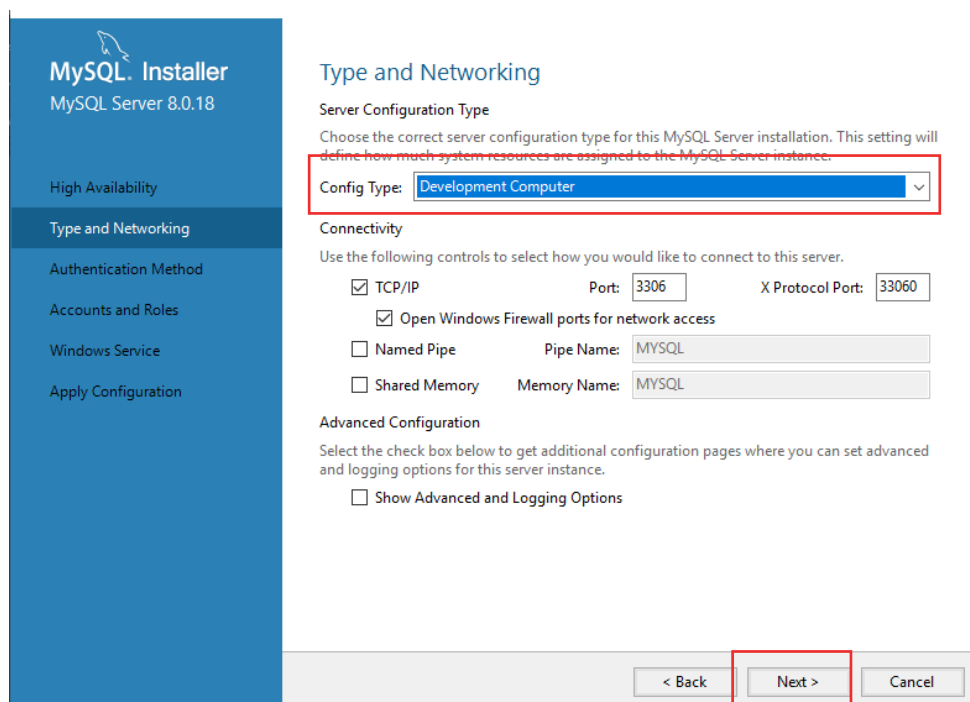 MySQL. Installer
MySQL Server 8.0.18
High Availability
Type and Networking
Authentication Method
Accounts and Roles
Windows Service
Apply Configuration
Type and Networking
Server Configuration Type
Choose the correct server configuration type for this MySQL Server installation. This setting will
define how much system resources are assigned to the MySQL Server instance.
Config Type: Development Computer
Connectivity
Use the following controls to select how you would like to connect to this server.
TCP/IP Port: 3306 X Protocol Port: 33060
Open Windows Firewall ports for network access
Named Pipe Pipe Name: MYSQL
Shared Memory Memory Name: MYSQL
Advanced Configuration
Select the check box below to get additional configuration pages where you can set advanced
and logging options for this server instance.
Show Advanced and Logging Options
< Back Next > Cancel